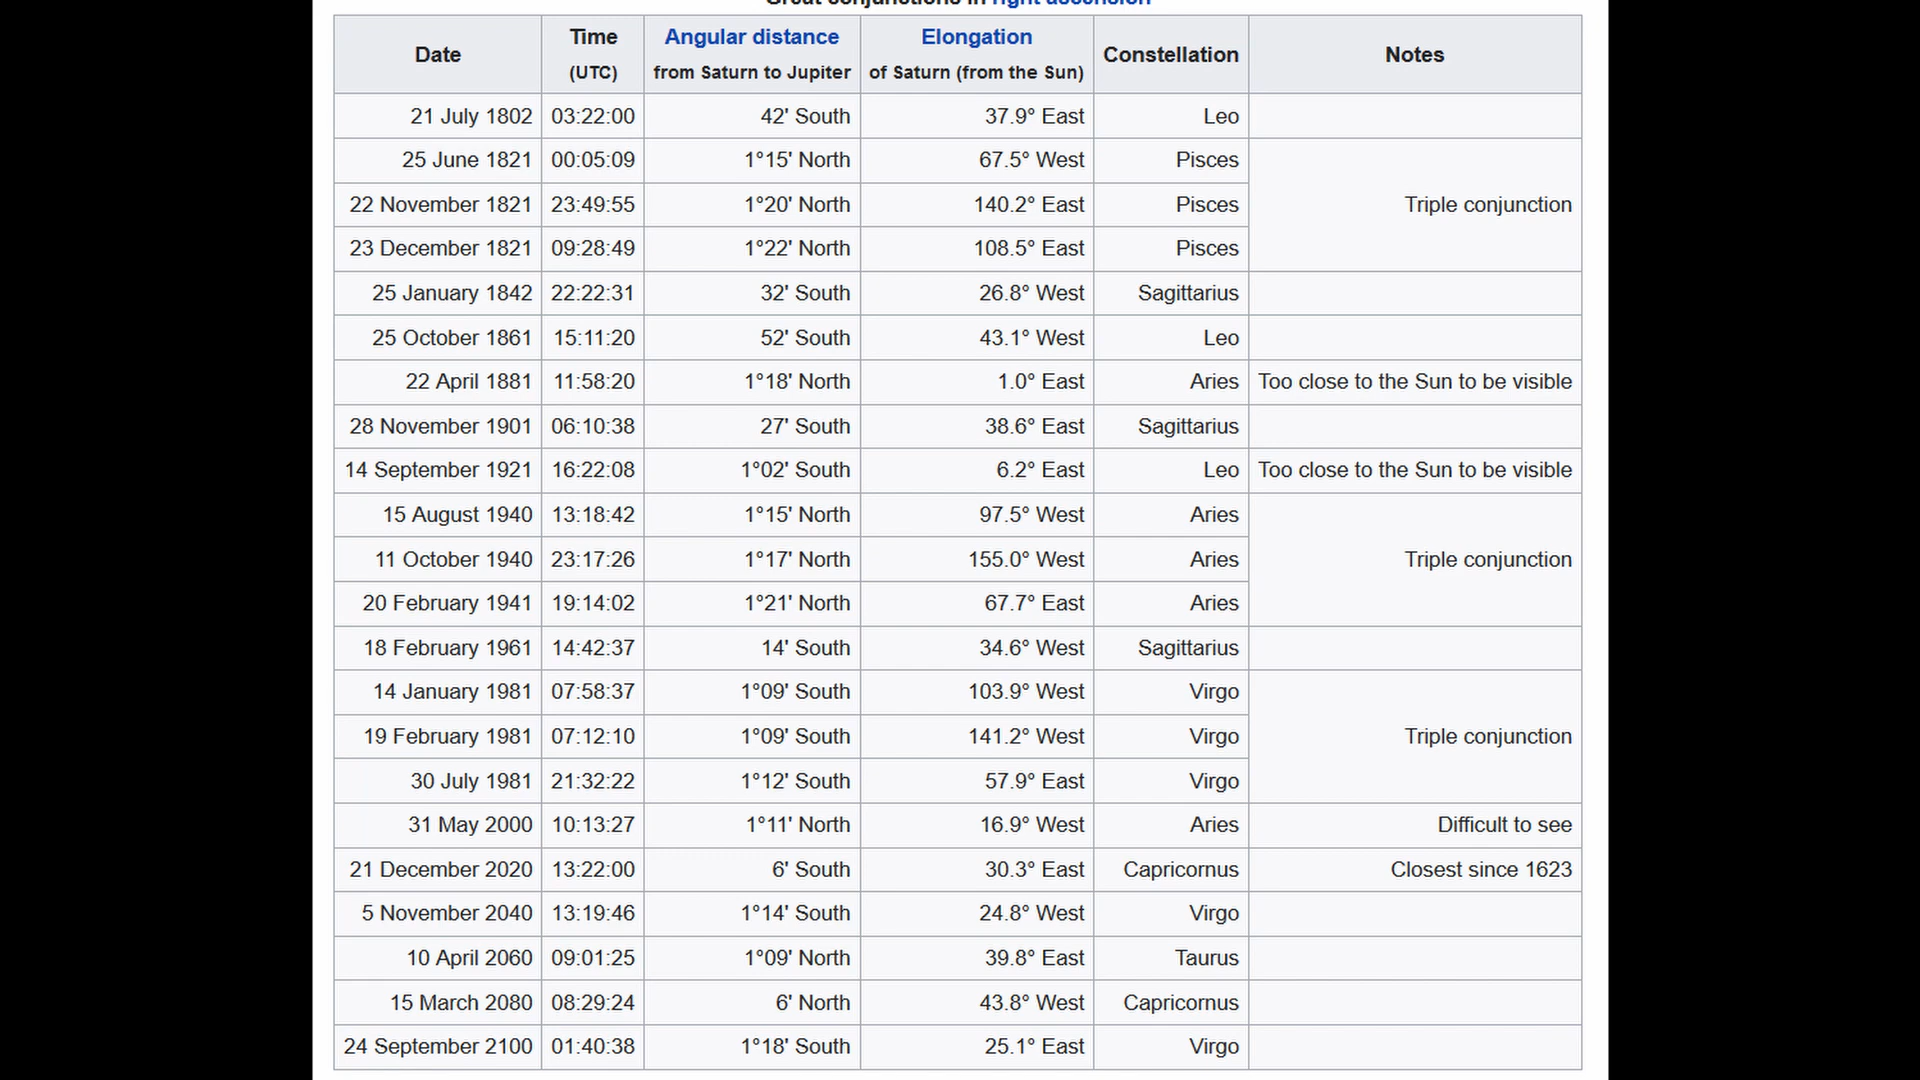 Great conjunctions in right ascension
Date Time (UTC) Angular distance from Saturn to Jupiter Elongation of Saturn (from the Sun) Constellation Notes
21 July 1802 03:22:00 42' South 37.9° East Leo
25 June 1821 00:05:09 1°15' North 67.5° West Pisces
22 November 1821 23:49:55 1°20' North 140.2° East Pisces Triple conjunction
23 December 1821 09:28:49 1°22' North 108.5° East Pisces
25 January 1842 22:22:31 32' South 26.8° West Sagittarius
25 October 1861 15:11:20 52' South 43.1° West Leo
22 April 1881 11:58:20 1°18' North 1.0° East Aries Too close to the Sun to be visible
28 November 1901 06:10:38 27' South 38.6° East Sagittarius
14 September 1921 16:22:08 1°02' South 6.2° East Leo Too close to the Sun to be visible
15 August 1940 13:18:42 1°15' North 97.5° West Aries
11 October 1940 23:17:26 1°17' North 155.0° West Aries Triple conjunction
20 February 1941 19:14:02 1°21' North 67.7° East Aries
18 February 1961 14:42:37 14' South 34.6° West Sagittarius
14 January 1981 07:58:37 1°09' South 103.9° West Virgo
19 February 1981 07:12:10 1°09' South 141.2° West Virgo Triple conjunction
30 July 1981 21:32:22 1°12' South 57.9° East Virgo
31 May 2000 10:13:27 1°11' North 16.9° West Aries Difficult to see
21 December 2020 13:22:00 6' South 30.3° East Capricornus Closest since 1623
5 November 2040 13:19:46 1°14' South 24.8° West Virgo
10 April 2060 09:01:25 1°09' North 39.8° East Taurus
15 March 2080 08:29:24 6' North 43.8° West Capricornus
24 September 2100 01:40:38 1°18' South 25.1° East Virgo